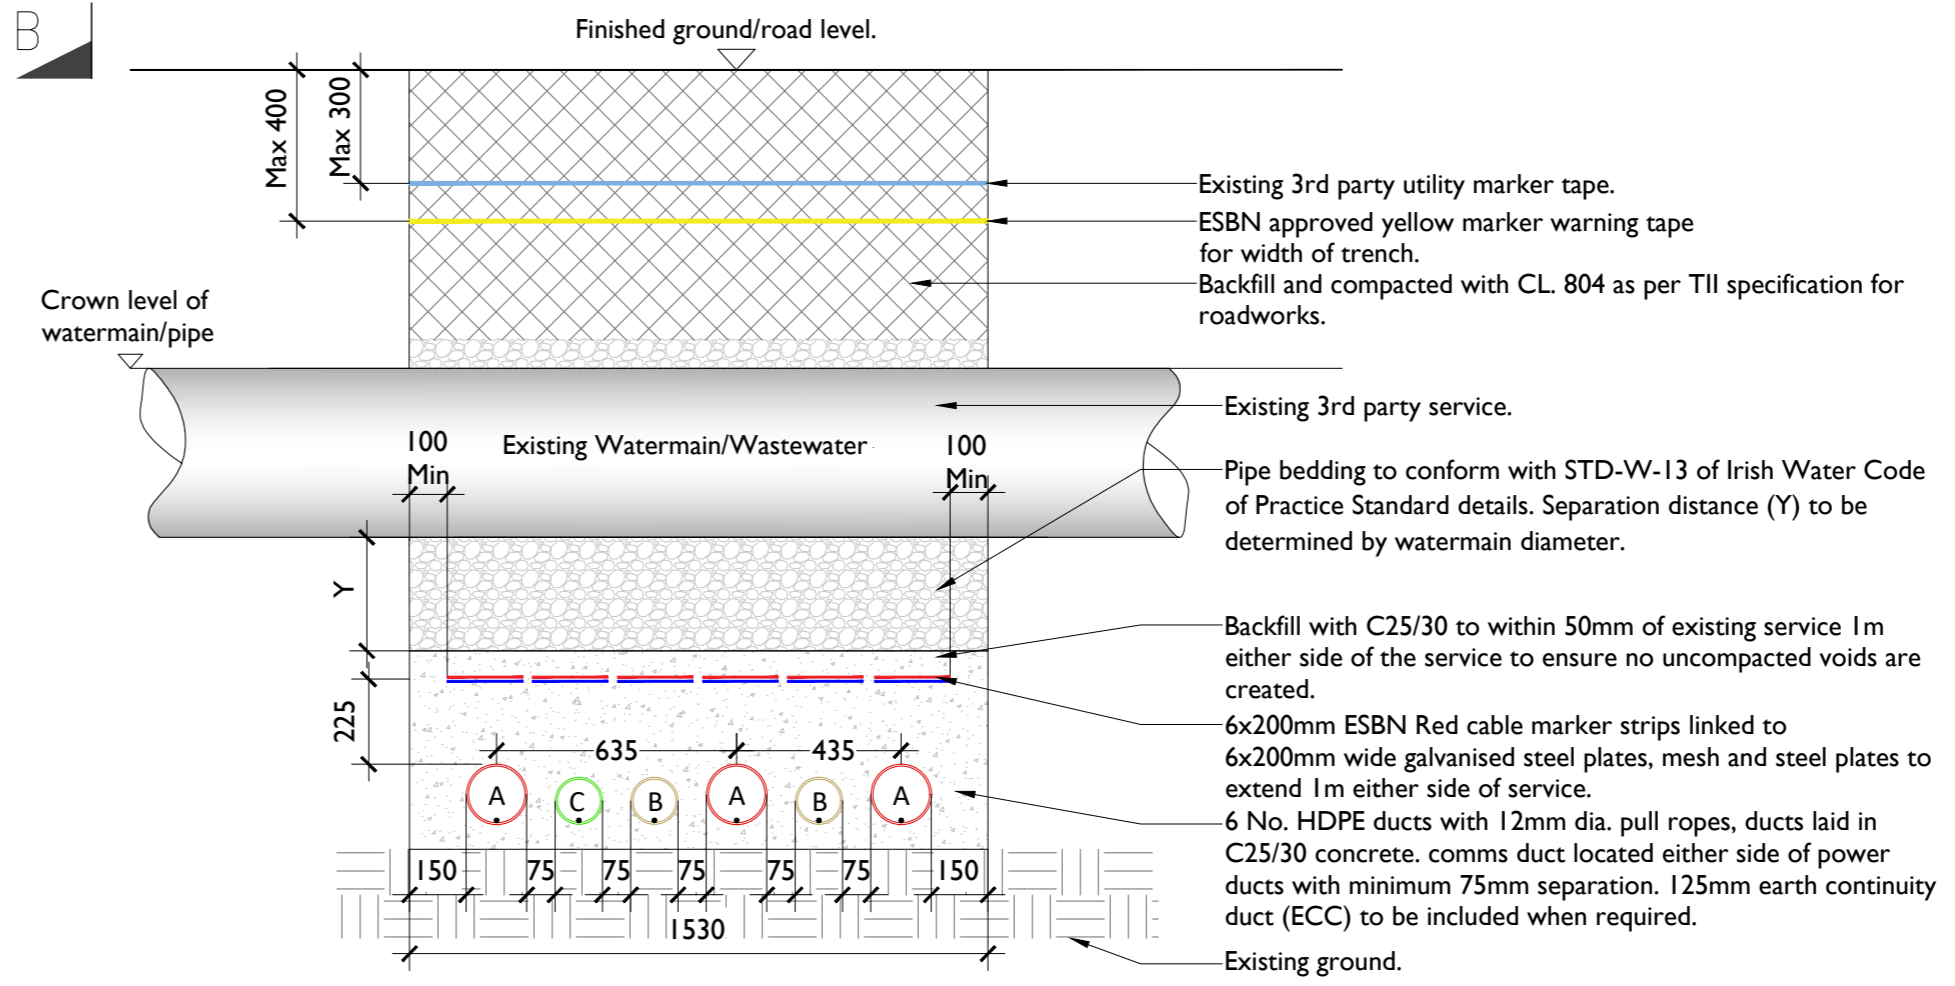 B
Finished ground/road level.
Max 400
Max 300
Existing 3rd party utility marker tape.
ESBN approved yellow marker warning tape
for width of trench.
Backfill and compacted with CL. 804 as per TII specification for
roadworks.
Crown level of
watermain/pipe
Existing 3rd party service.
100
Min
Existing Watermain/Wastewater
100
Min
Pipe bedding to conform with STD-W-13 of Irish Water Code
of Practice Standard details. Separation distance (Y) to be
determined by watermain diameter.
Y
Backfill with C25/30 to within 50mm of existing service 1m
either side of the service to ensure no uncompacted voids are
created.
225
6x200mm ESBN Red cable marker strips linked to
6x200mm wide galvanised steel plates, mesh and steel plates to
extend 1m either side of service.
635
435
A
C
B
A
B
A
6 No. HDPE ducts with 12mm dia. pull ropes, ducts laid in
C25/30 concrete. comms duct located either side of power
ducts with minimum 75mm separation. 125mm earth continuity
duct (ECC) to be included when required.
150
75
75
75
75
75
150
1530
Existing ground.